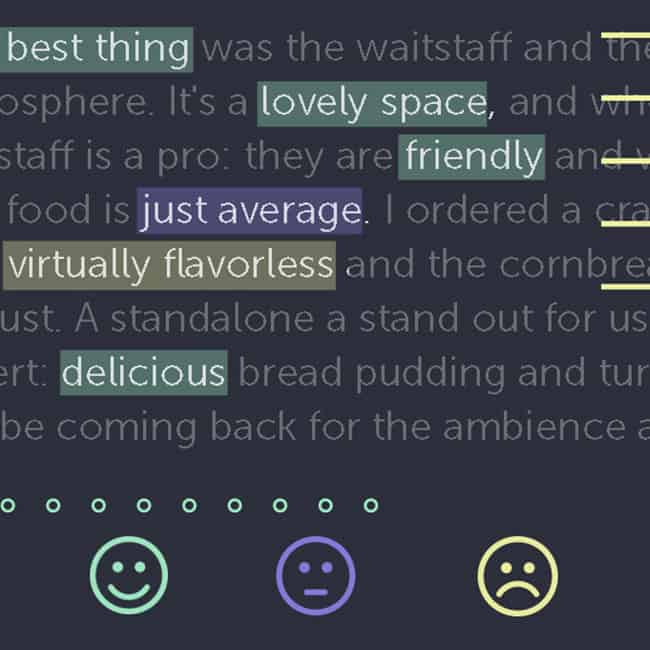 best thing was the waitstaff and the
osphere. It's a lovely space, and wh
staff is a pro: they are friendly and v
food is just average. I ordered a cra
virtually flavorless and the cornbrea
ust. A standalone a stand out for us
ert: delicious bread pudding and tur
be coming back for the ambience a